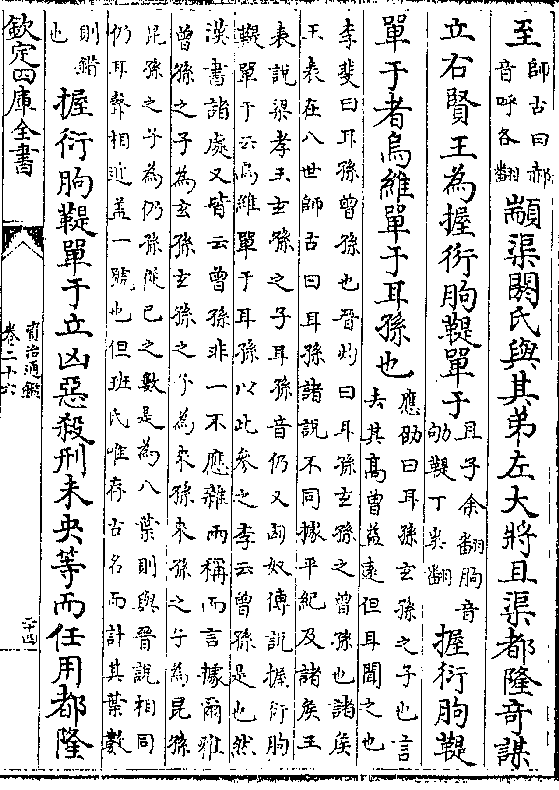 至
師古曰郝
音呼各翻
顓渠閼氏與其弟左大將且渠都隆奇謀
立右賢王為握衍朐鞮單于
且子余翻朐音
劬鞮丁奚翻
握衍朐鞮
單于者烏維單于耳孫也
應劭曰耳孫玄孫之子也言
去其高曾益遠但耳聞之也
李斐曰耳孫曾孫也晉灼曰耳孫玄孫之曾孫也諸侯
王表在八世師古曰耳孫諸說不同據平紀及諸侯王
表說梁孝王玄孫之子耳孫音仍又匈奴傳說握衍朐
鞮單于云烏維單于耳孫以此參之李云曾孫是也然
漢書諸處又皆云曾孫非一不應雜而稱而言據爾雅
曾孫之子為玄孫玄孫之子為來孫來孫之子為昆孫
昆孫之子為仍孫從已之數是為八葉則與晉說相同
仍耳聲相近蓋一號也但班氏唯存古名而計其葉數
則錯
也
握衍朐鞮單于立凶惡殺刑未央等而任用都隆
欽定四庫全書
資治通鑑
卷二十六
二十四